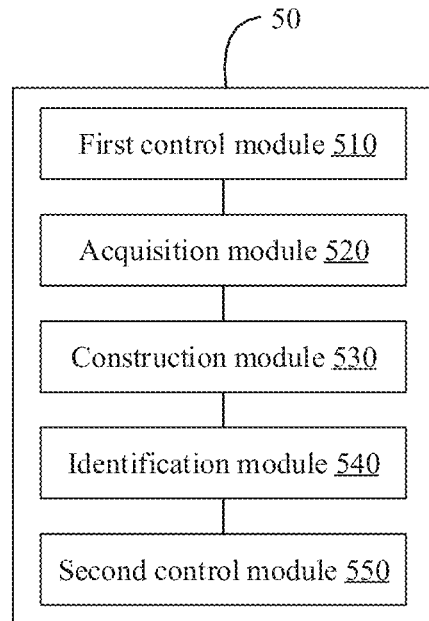 50
First control module 510
Acquisition module 520
Construction module 530
Identification module 540
Second control module 550